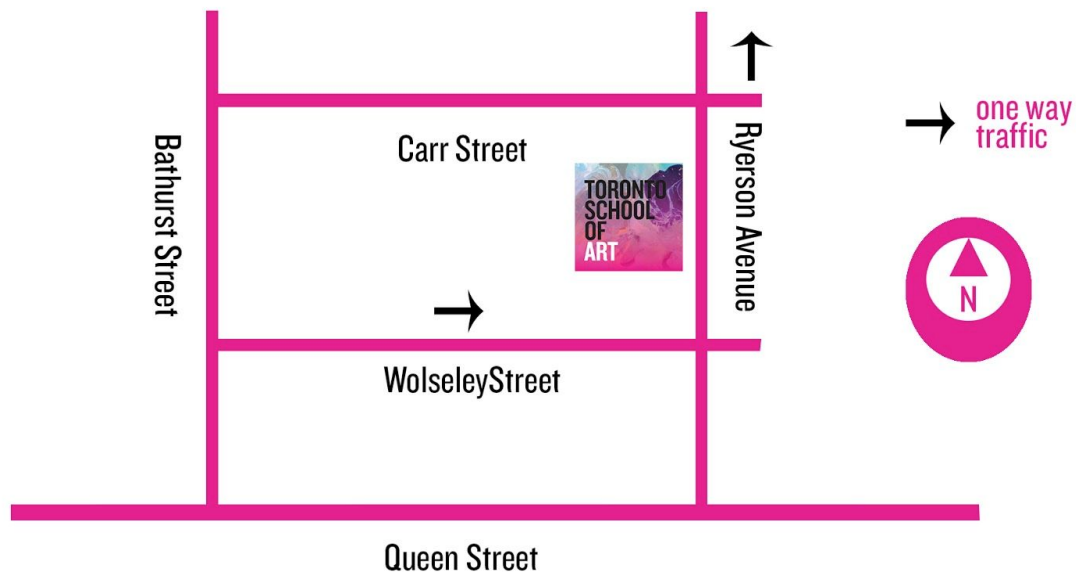 Bathurst Street
Carr Street
TORONTO
SCHOOL
OF
ART
Ryerson Avenue
one way
traffic
N
WolseleyStreet
Queen Street